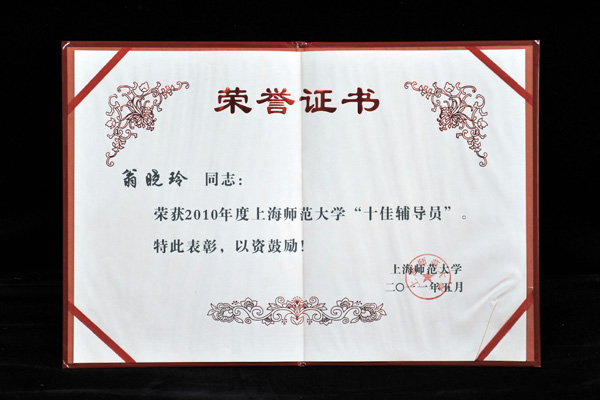 荣誉证书
翁晓玲 同志：
荣获2010年度上海师范大学“十佳辅导员”。
特此表彰，以资鼓励！
上海师范大学
二〇一一年五月